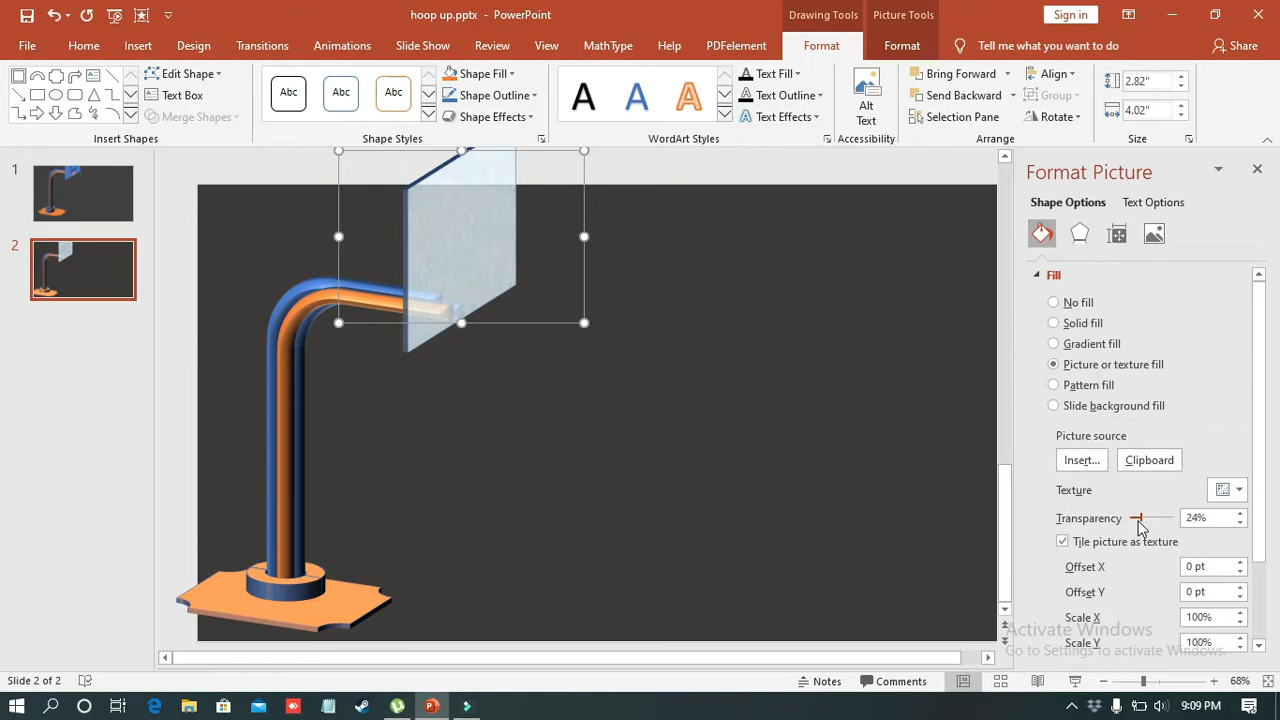 hoop up.pptx - PowerPoint
Drawing Tools
Picture Tools
Sign in
File
Home
Insert
Design
Transitions
Animations
Slide Show
Review
View
MathType
Help
PDFelement
Format
Format
Tell me what you want to do
Share
Edit Shape
Text Box
Merge Shapes
Insert Shapes
Abc
Abc
Abc
Shape Fill
Shape Outline
Shape Effects
Shape Styles
A
A
A
Text Fill
Text Outline
Text Effects
WordArt Styles
Alt
Text
Accessibility
Bring Forward
Send Backward
Selection Pane
Align
Group
Rotate
Arrange
2.82"
4.02"
Size
1
2
Format Picture
Shape Options
Text Options
Fill
No fill
Solid fill
Gradient fill
Picture or texture fill
Pattern fill
Slide background fill
Picture source
Insert...
Clipboard
Texture
Transparency
24%
Tile picture as texture
Offset X
0 pt
Offset Y
0 pt
Scale X
100%
Scale Y
100%
Activate Windows
Go to Settings to activate Windows.
Slide 2 of 2
Notes
Comments
68%
9:09 PM